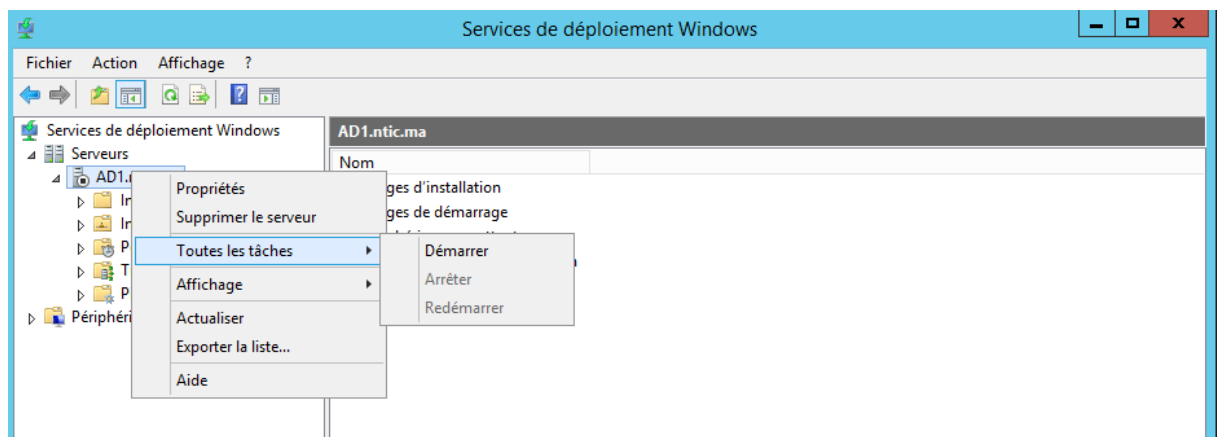 Services de déploiement Windows
Fichier Action Affichage ?
Services de déploiement Windows
Serveurs
AD1.
Périphéri
AD1.ntic.ma
Nom
ges d'installation
ges de démarrage
Propriétés
Supprimer le serveur
Toutes les tâches
Affichage
Actualiser
Exporter la liste...
Aide
Démarrer
Arrêter
Redémarrer